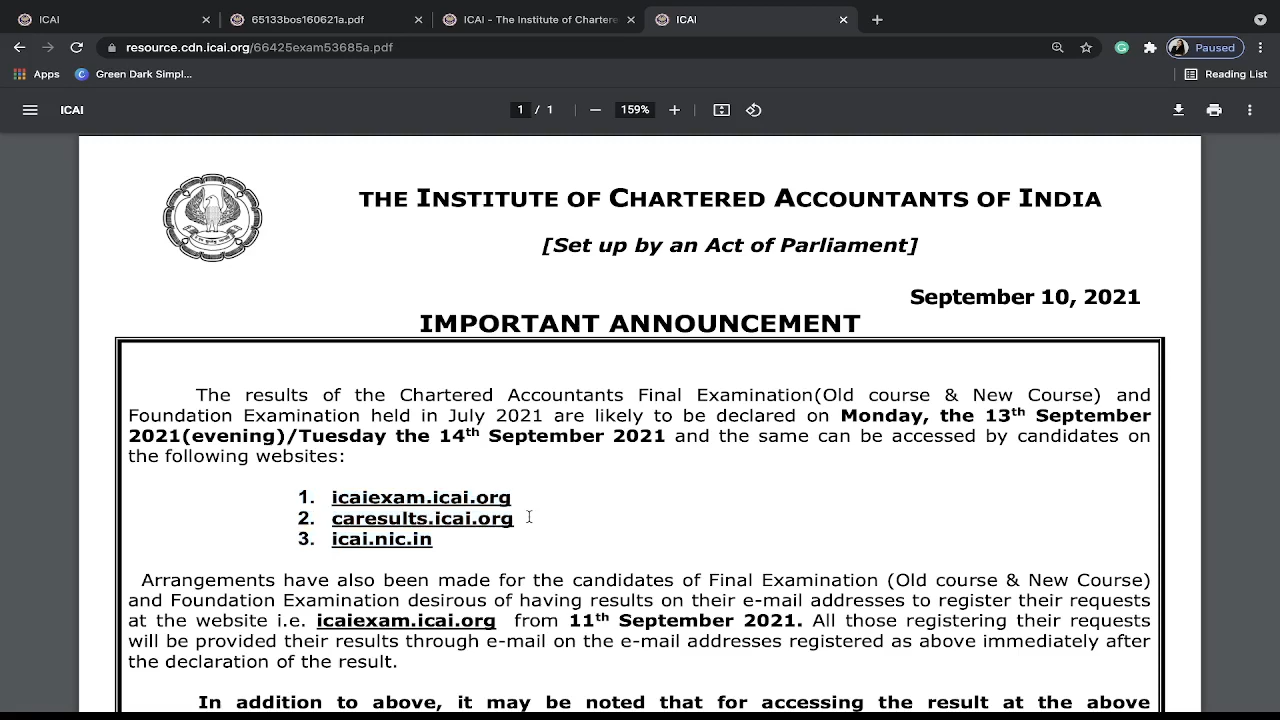 ICAI
65133bos160621a.pdf
ICAI - The Institute of Chartere
ICAI
resource.cdn.icai.org/66425exam53685a.pdf
Paused
Apps
Green Dark Simpl...
Reading List
ICAI
1 / 1
159%
THE INSTITUTE OF CHARTERED ACCOUNTANTS OF INDIA
[Set up by an Act of Parliament]
September 10, 2021
IMPORTANT ANNOUNCEMENT
The results of the Chartered Accountants Final Examination(Old course & New Course) and
Foundation Examination held in July 2021 are likely to be declared on Monday, the 13th September
2021(evening)/Tuesday the 14th September 2021 and the same can be accessed by candidates on
the following websites:
1. icaiexam.icai.org
2. caresults.icai.org
3. icai.nic.in
Arrangements have also been made for the candidates of Final Examination (Old course & New Course)
and Foundation Examination desirous of having results on their e-mail addresses to register their requests
at the website i.e. icaiexam.icai.org from 11th September 2021. All those registering their requests
will be provided their results through e-mail on the e-mail addresses registered as above immediately after
the declaration of the result.
In addition to above, it may be noted that for accessing the result at the above